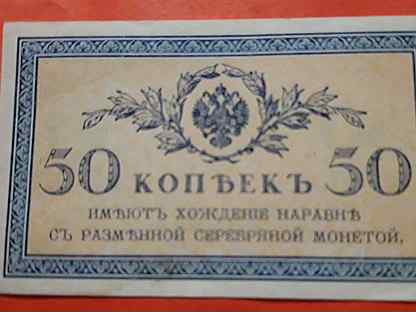 50 КОПѢЕКЪ 50
ИМѢЮТЪ ХОЖДЕНІЕ НАРАВНѢ
СЪ РАЗМѢННОЙ СЕРЕБРЯНОЙ МОНЕТОЙ.